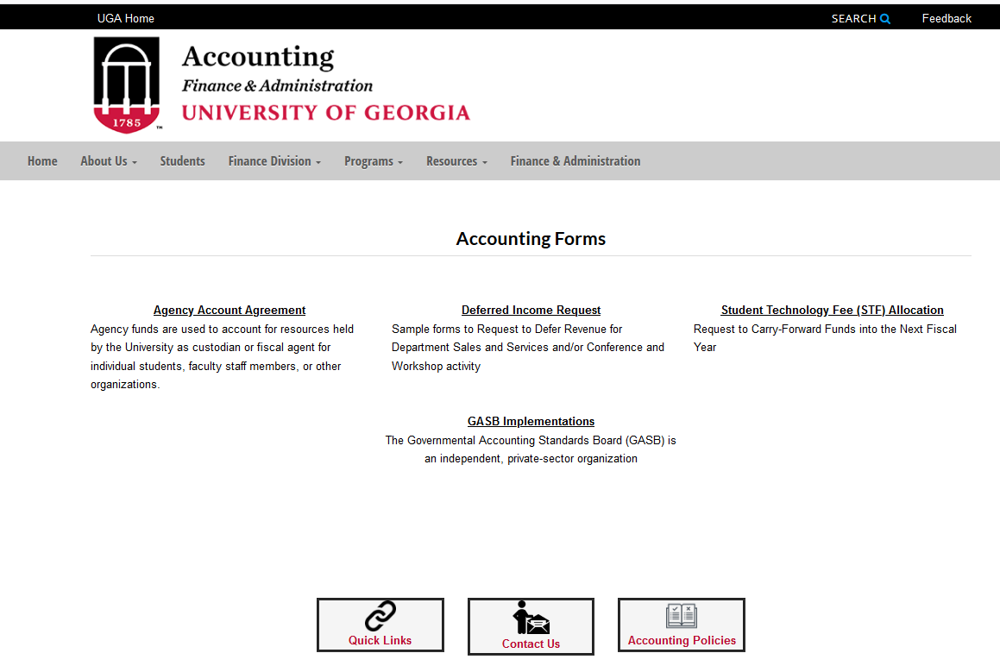 UGA Home
SEARCH
Feedback
Accounting
Finance & Administration
UNIVERSITY OF GEORGIA
1785
TM
Home
About Us
Students
Finance Division
Programs
Resources
Finance & Administration
Accounting Forms
Agency Account Agreement
Agency funds are used to account for resources held
by the University as custodian or fiscal agent for
individual students, faculty staff members, or other
organizations.
Deferred Income Request
Sample forms to Request to Defer Revenue for
Department Sales and Services and/or Conference and
Workshop activity
Student Technology Fee (STF) Allocation
Request to Carry-Forward Funds into the Next Fiscal
Year
GASB Implementations
The Governmental Accounting Standards Board (GASB) is
an independent, private-sector organization
Quick Links
Contact Us
Accounting Policies